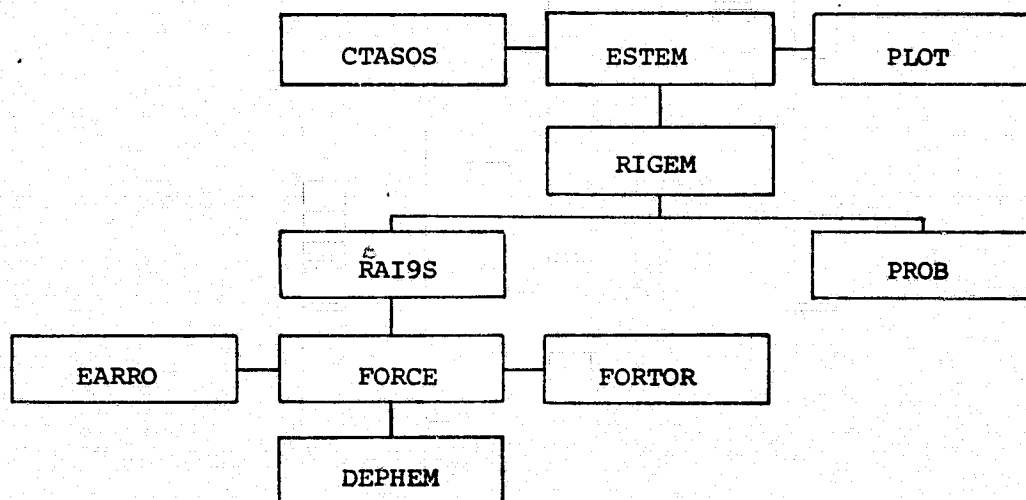 CTASOS ESTEM PLOT
RIGEM
RAI9S PROB
EARRO FORCE FORTOR
DEPHEM